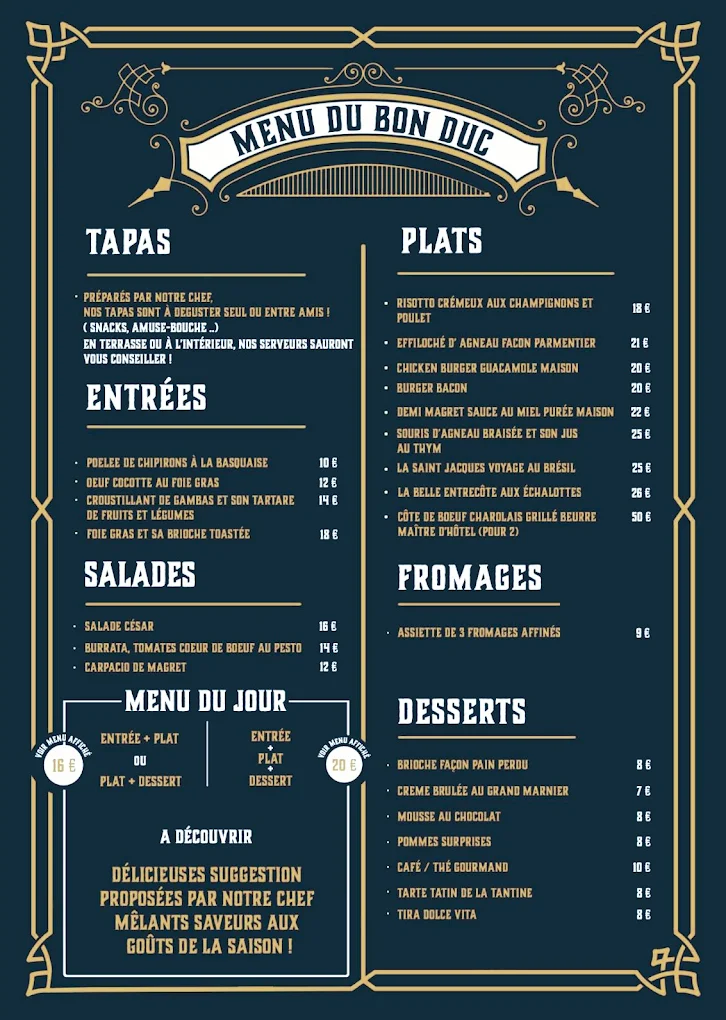 MENU DU BON DUC
TAPAS
· PRÉPARÉS PAR NOTRE CHEF,
NOS TAPAS SONT À DEGUSTER SEUL OU ENTRE AMIS !
( SNACKS, AMUSE-BOUCHE ..)
EN TERRASSE OU À L'INTÉRIEUR, NOS SERVEURS SAURONT
VOUS CONSEILLER !
ENTRÉES
· POELEE DE CHIPIRONS À LA BASQUAISE 10 €
· OEUF COCOTTE AU FOIE GRAS 12 €
· CROUSTILLANT DE GAMBAS ET SON TARTARE 14 €
DE FRUITS ET LÉGUMES
· FOIE GRAS ET SA BRIOCHE TOASTÉE 18 €
SALADES
· SALADE CÉSAR 16 €
· BURRATA, TOMATES COEUR DE BOEUF AU PESTO 14 €
· CARPACIO DE MAGRET 12 €
MENU DU JOUR
VOIR MENU AFFICHÉ
16 €
ENTRÉE + PLAT
OU
PLAT + DESSERT
ENTRÉE
+
PLAT
+
DESSERT
VOIR MENU AFFICHÉ
20 €
A DÉCOUVRIR
DÉLICIEUSES SUGGESTION
PROPOSÉES PAR NOTRE CHEF
MÊLANTS SAVEURS AUX
GOÛTS DE LA SAISON !
PLATS
• RISOTTO CRÉMEUX AUX CHAMPIGNONS ET 18 €
POULET
• EFFILOCHÉ D' AGNEAU FACON PARMENTIER 21 €
• CHICKEN BURGER GUACAMOLE MAISON 20 €
• BURGER BACON 20 €
• DEMI MAGRET SAUCE AU MIEL PURÉE MAISON 22 €
• SOURIS D'AGNEAU BRAISÉE ET SON JUS 25 €
AU THYM
• LA SAINT JACQUES VOYAGE AU BRÉSIL 25 €
• LA BELLE ENTRECÔTE AUX ÉCHALOTTES 26 €
• CÔTE DE BOEUF CHAROLAIS GRILLÉ BEURRE 50 €
MAÎTRE D'HÔTEL (POUR 2)
FROMAGES
· ASSIETTE DE 3 FROMAGES AFFINÉS 9 €
DESSERTS
· BRIOCHE FAÇON PAIN PERDU 8 €
· CREME BRULÉE AU GRAND MARNIER 7 €
· MOUSSE AU CHOCOLAT 8 €
· POMMES SURPRISES 8 €
· CAFÉ / THÉ GOURMAND 10 €
· TARTE TATIN DE LA TANTINE 8 €
· TIRA DOLCE VITA 8 €